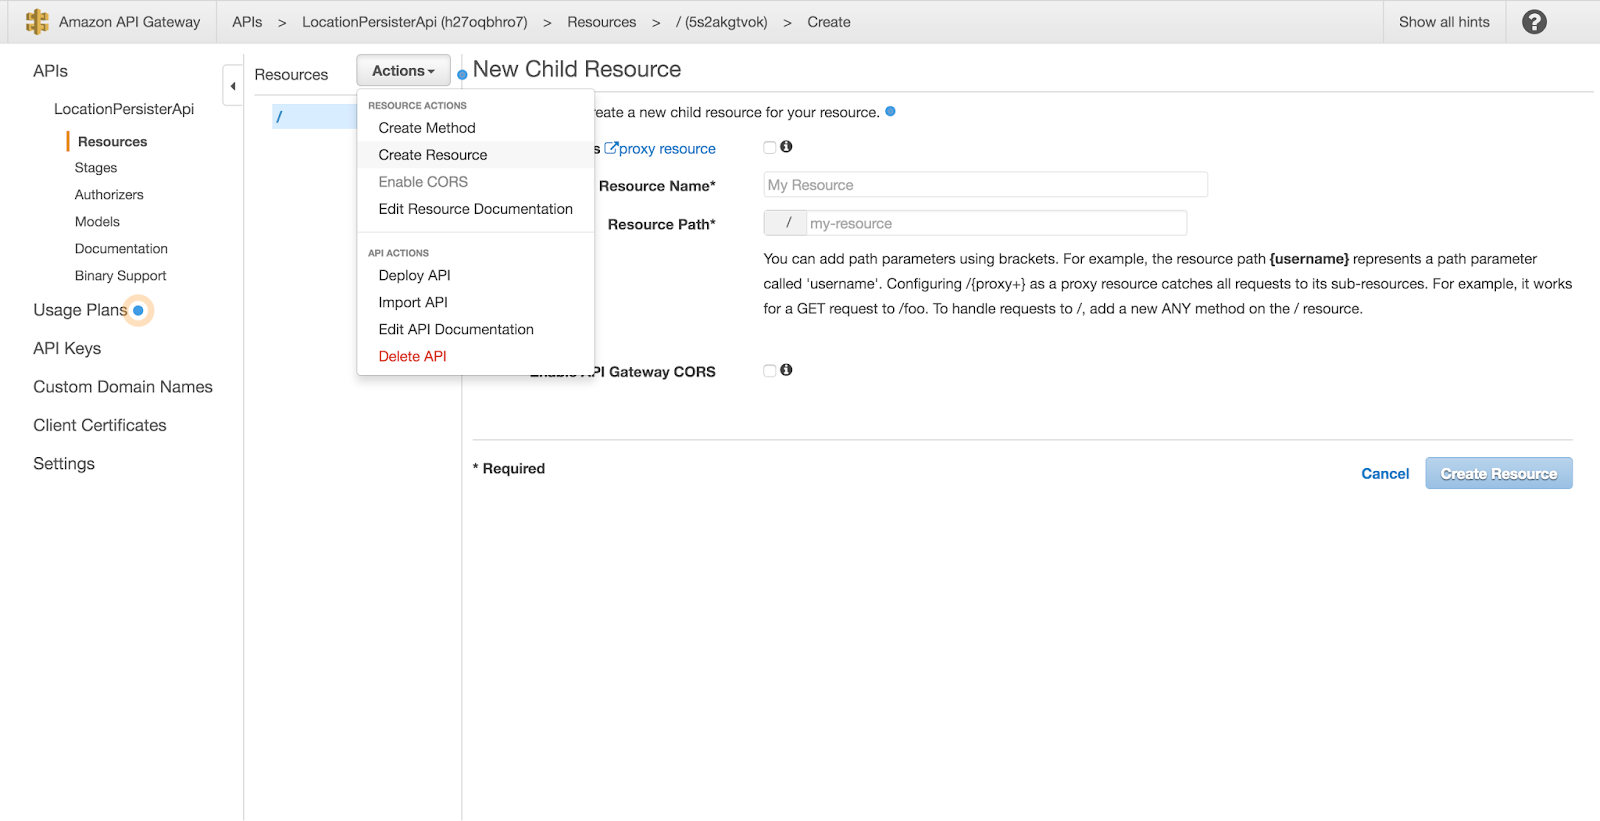 Amazon API Gateway
APIs > LocationPersisterApi (h27oqbhro7) > Resources > / (5s2akgtvok) > Create
Show all hints
?
APIs
LocationPersisterApi
Resources
Stages
Authorizers
Models
Documentation
Binary Support
Usage Plans
API Keys
Custom Domain Names
Client Certificates
Settings
Resources
/
Actions
RESOURCE ACTIONS
Create Method
Create Resource
Enable CORS
Edit Resource Documentation
API ACTIONS
Deploy API
Import API
Edit API Documentation
Delete API
New Child Resource
create a new child resource for your resource.
proxy resource
Resource Name*
My Resource
Resource Path*
/ my-resource
You can add path parameters using brackets. For example, the resource path {username} represents a path parameter
called 'username'. Configuring /{proxy+} as a proxy resource catches all requests to its sub-resources. For example, it works
for a GET request to /foo. To handle requests to /, add a new ANY method on the / resource.
Enable API Gateway CORS
* Required
Cancel
Create Resource